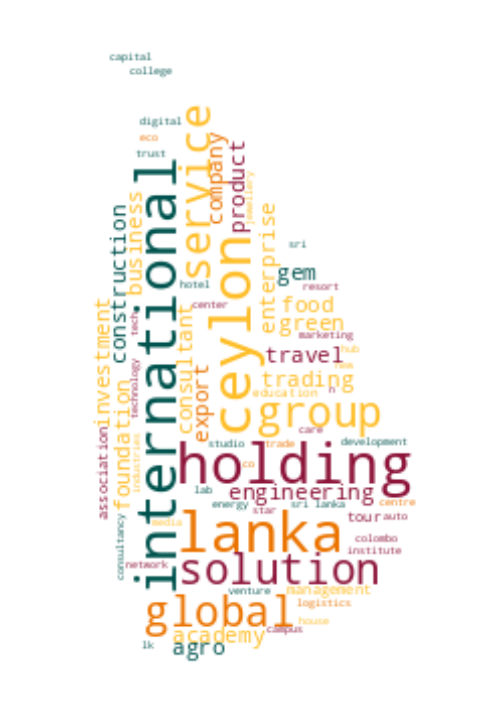 capital
college
digital
eco
trust
service
company
product
jewellery
international
construction
business
ceylon
enterprise
sri
gem
hotel
resort
center
food
green
tech
consultant
investment
marketing
hub
travel
new
technology
export
foundation
trading
education
n
group
association
industries
care
studio
trade
development
holding
co
lab
engineering
energy
star
sri lanka
centre
tour
auto
media
consultancy
lanka
colombo
institute
network
solution
venture
management
global
logistics
house
academy
campus
lk
agro